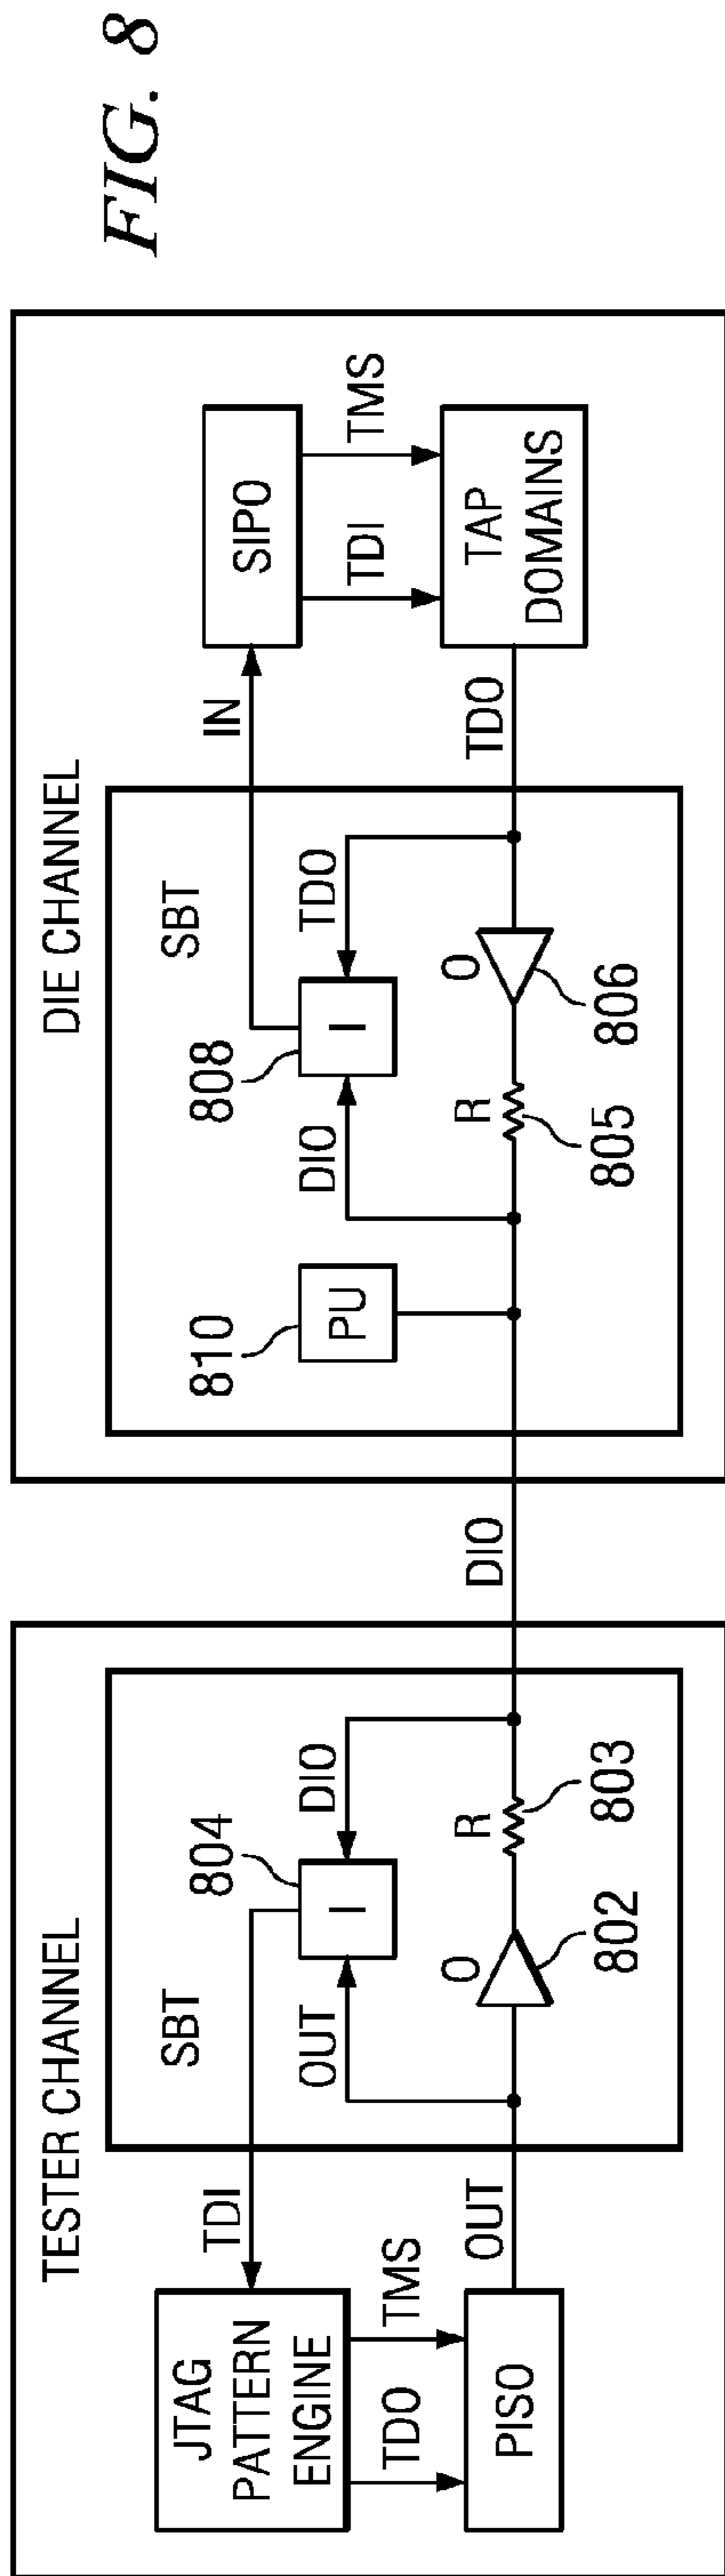 FIG. 8
TESTER CHANNEL
JTAG
PATTERN
ENGINE
TDI
TDO
TMS
PISO
OUT
SBT
804
I
OUT
DIO
O
R
802
803
DIO
DIE CHANNEL
SBT
810
PU
808
I
DIO
TDO
R
O
805
806
IN
SIPO
TDI
TMS
TAP
DOMAINS
TDO